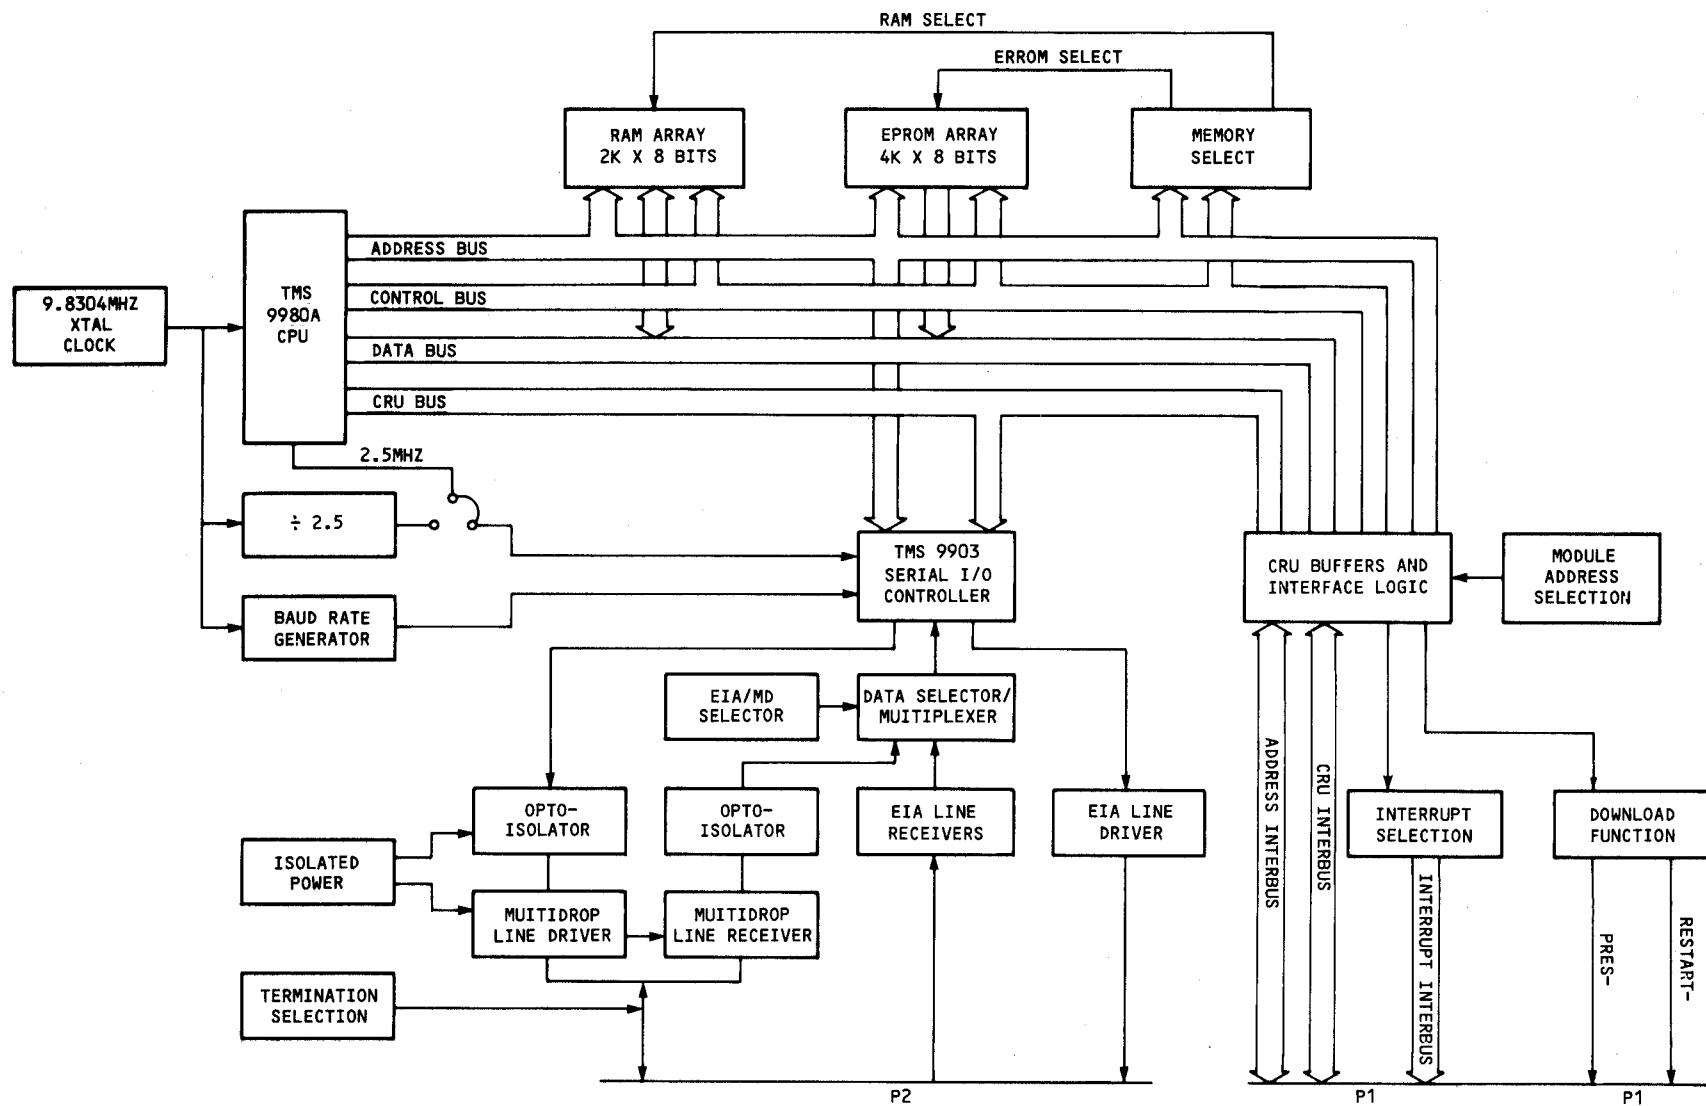 RAM SELECT
ERROM SELECT
RAM ARRAY
2K X 8 BITS
EPROM ARRAY
4K X 8 BITS
MEMORY
SELECT
ADDRESS BUS
9.8304MHZ
XTAL
CLOCK
TMS
9980A
CPU
CONTROL BUS
DATA BUS
CRU BUS
2.5MHZ
÷ 2.5
BAUD RATE
GENERATOR
TMS 9903
SERIAL I/O
CONTROLLER
CRU BUFFERS AND
INTERFACE LOGIC
MODULE
ADDRESS
SELECTION
EIA/MD
SELECTOR
DATA SELECTOR/
MUITIPLEXER
OPTO-
ISOLATOR
OPTO-
ISOLATOR
EIA LINE
RECEIVERS
EIA LINE
DRIVER
ADDRESS INTERBUS
CRU INTERBUS
INTERRUPT
SELECTION
DOWNLOAD
FUNCTION
ISOLATED
POWER
MUITIDROP
LINE DRIVER
MUITIDROP
LINE RECEIVER
INTERRUPT INTERBUS
PRES-
RESTART-
TERMINATION
SELECTION
P2
P1
P1